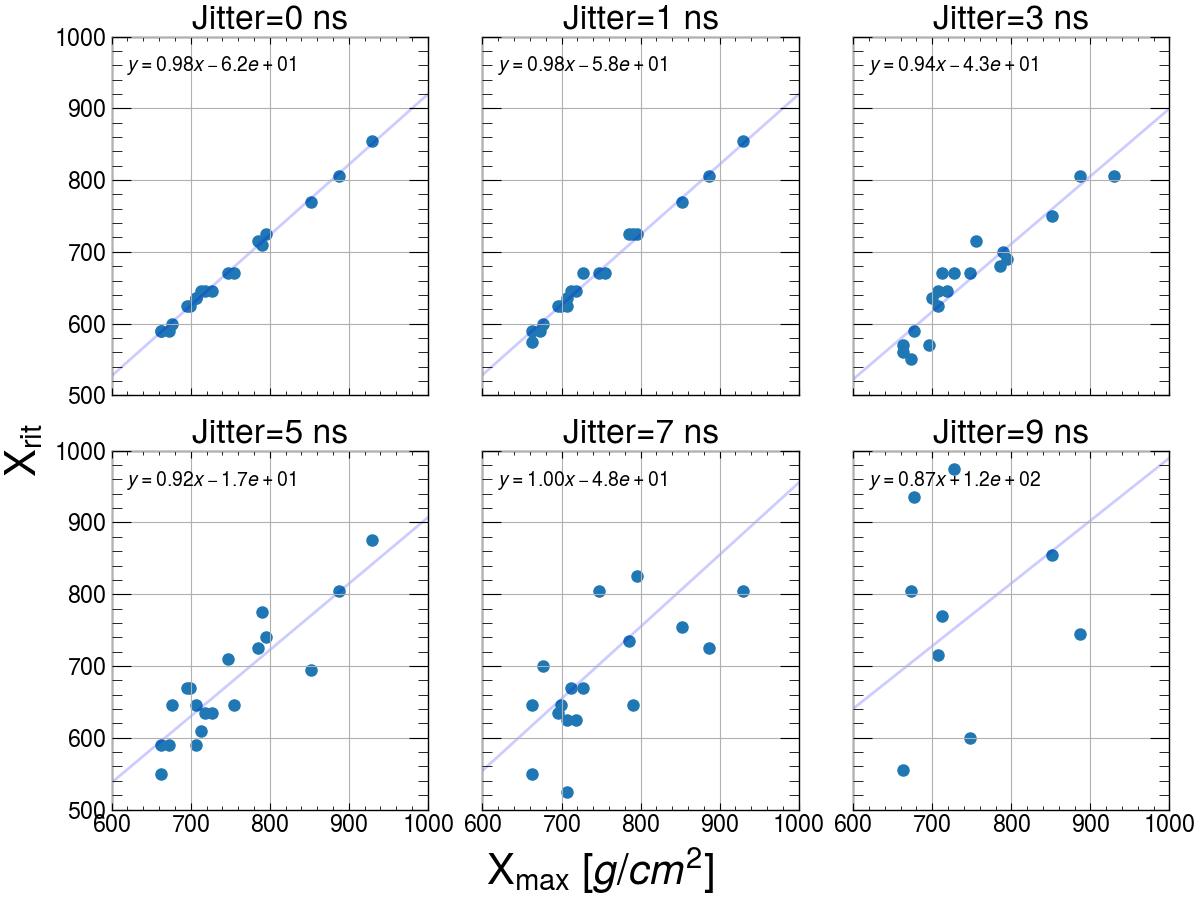 Jitter=0 ns
Jitter=1 ns
Jitter=3 ns
1000
900
800
700
600
500
y = 0.98x − 6.2e + 01
y = 0.98x − 5.8e + 01
y = 0.94x − 4.3e + 01
X_rit
Jitter=5 ns
Jitter=7 ns
Jitter=9 ns
1000
900
800
700
600
500
y = 0.92x − 1.7e + 01
y = 1.00x − 4.8e + 01
y = 0.87x + 1.2e + 02
600 700 800 900 1000
600 700 800 900 1000
600 700 800 900 1000
X_max [g/cm²]